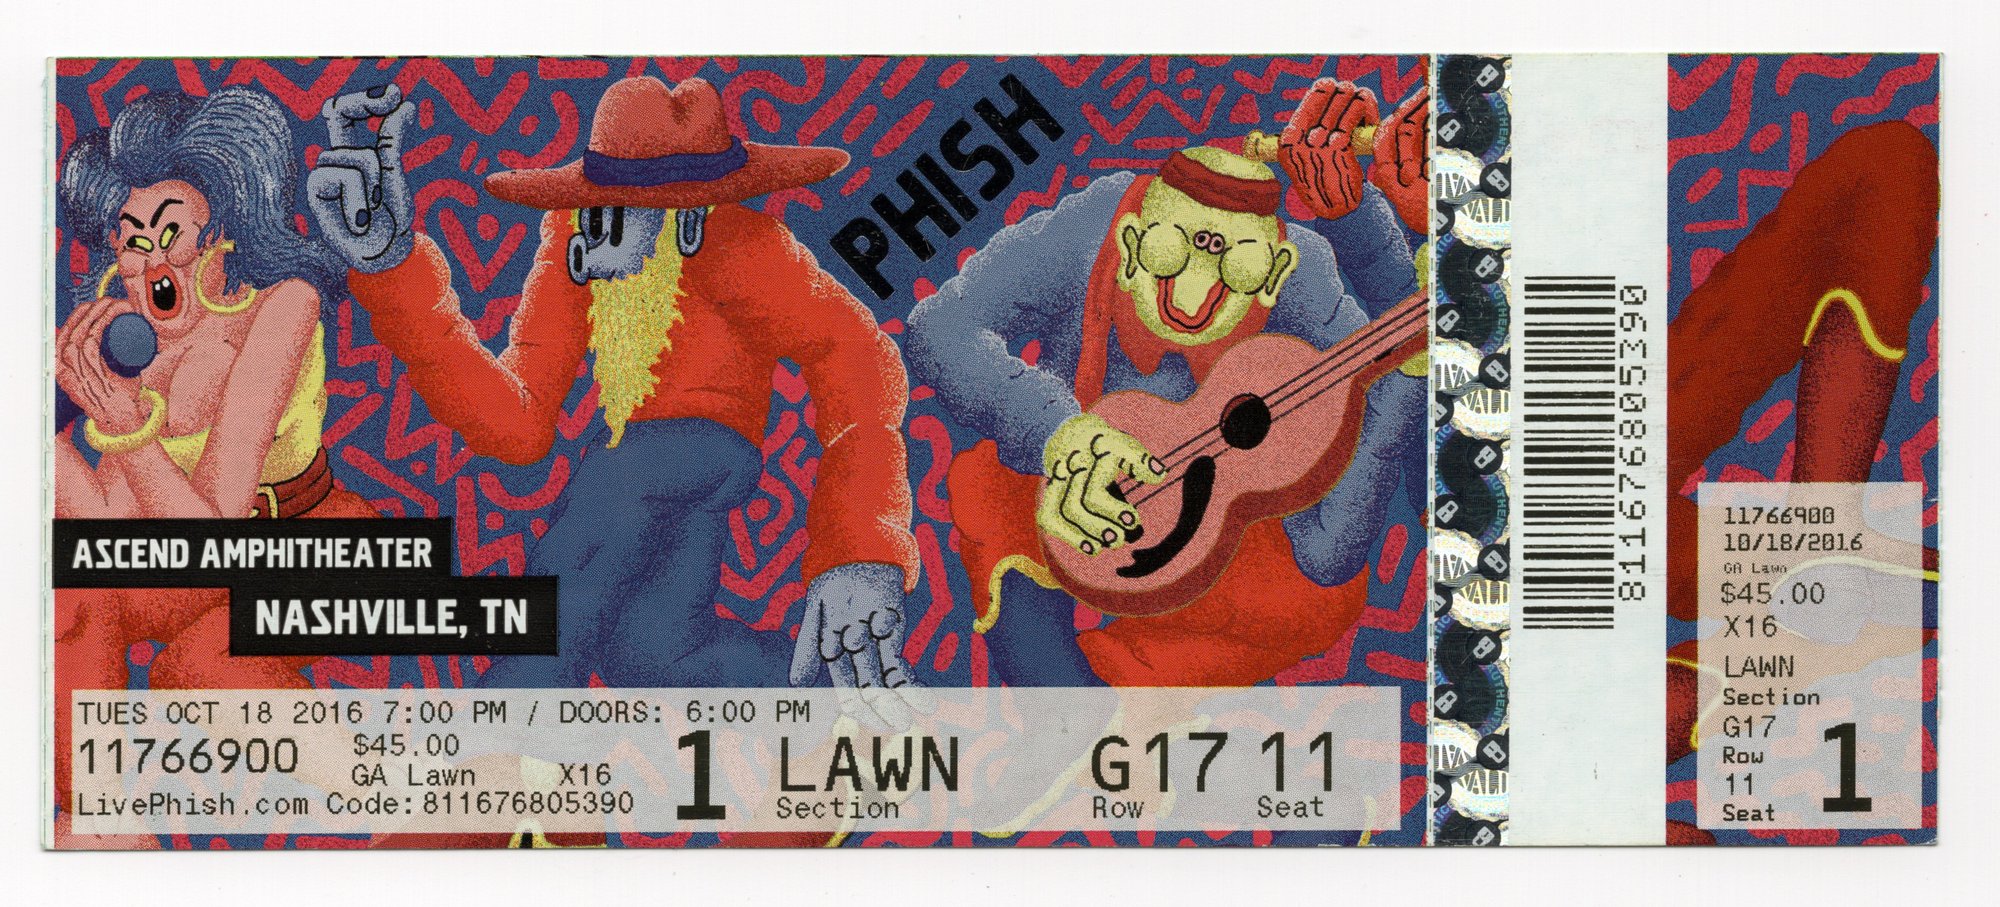 PHISH
ASCEND AMPHITHEATER
NASHVILLE, TN
TUES OCT 18 2016 7:00 PM / DOORS: 6:00 PM
11766900
$45.00
GA Lawn X16
LivePhish.com Code:811676805390
1
LAWN
Section
G17
Row
11
Seat
VALID
811676805390
11766900
10/18/2016
GA Lawn
$45.00
X16
LAWN
Section
G17
Row
11
Seat
1